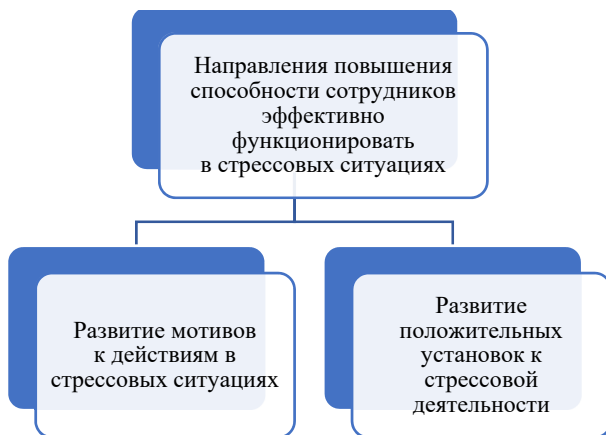 Направления повышения
способности сотрудников
эффективно
функционировать
в стрессовых ситуациях
Развитие мотивов
к действиям в
стрессовых ситуациях
Развитие
положительных
установок к
стрессовой
деятельности